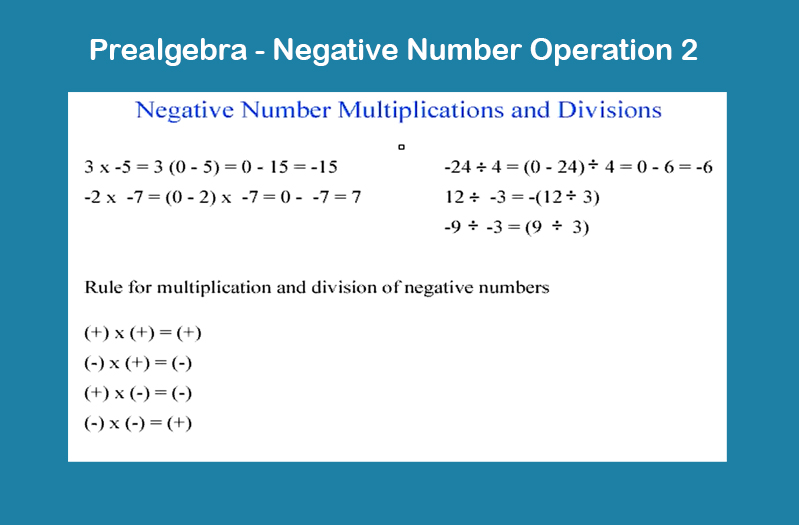 Prealgebra - Negative Number Operation 2
Negative Number Multiplications and Divisions
3 x -5 = 3 (0 - 5) = 0 - 15 = -15
-2 x -7 = (0 - 2) x -7 = 0 - -7 = 7
-24 ÷ 4 = (0 - 24) ÷ 4 = 0 - 6 = -6
12 ÷ -3 = -(12 ÷ 3)
-9 ÷ -3 = (9 ÷ 3)
Rule for multiplication and division of negative numbers
(+) x (+) = (+)
(-) x (+) = (-)
(+) x (-) = (-)
(-) x (-) = (+)